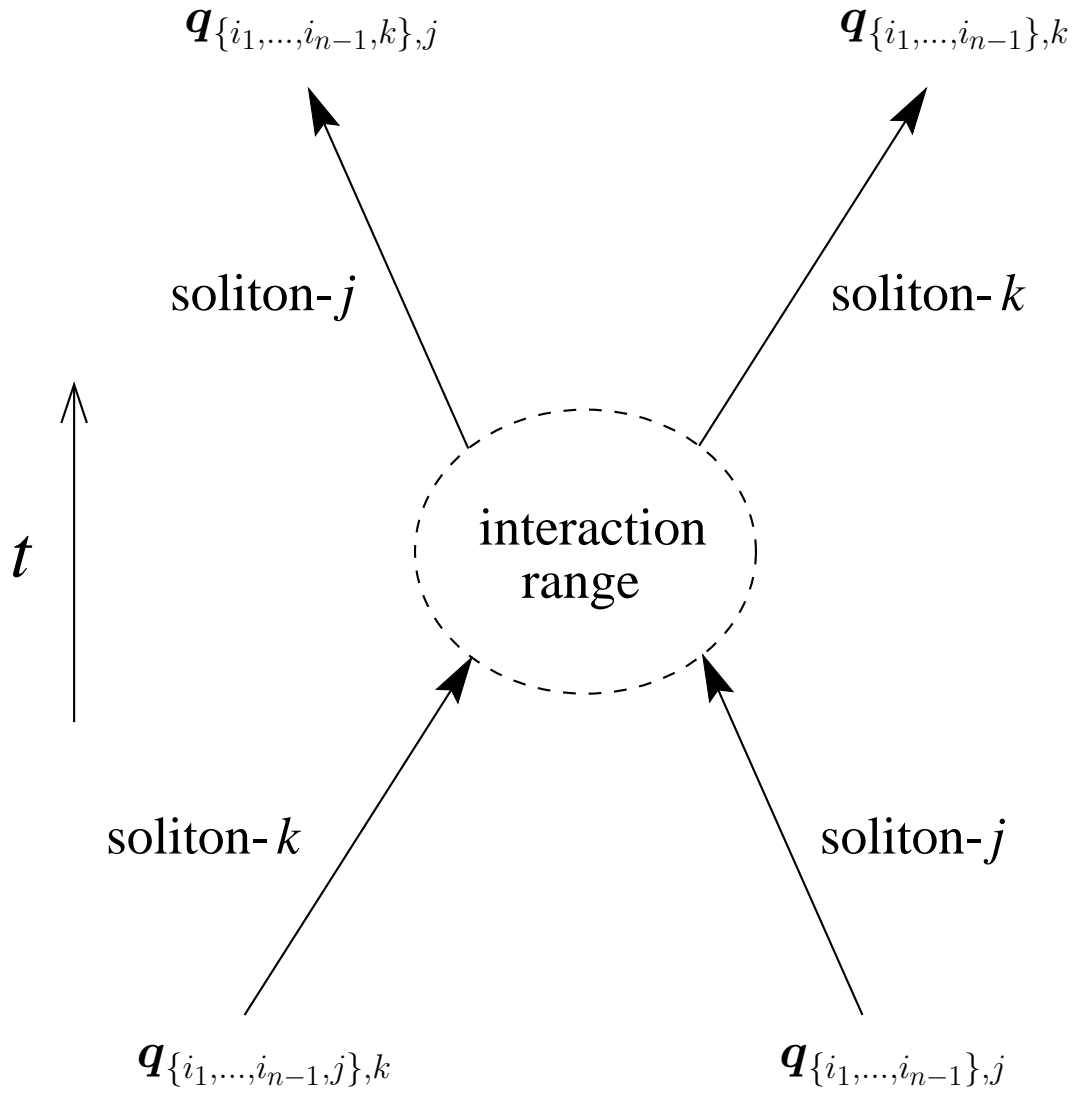 q_{\{i_1,...,i_{n-1},k\},j} q_{\{i_1,...,i_{n-1}\},k}
soliton-j soliton-k
t
interaction
range
soliton-k soliton-j
q_{\{i_1,...,i_{n-1},j\},k} q_{\{i_1,...,i_{n-1}\},j}